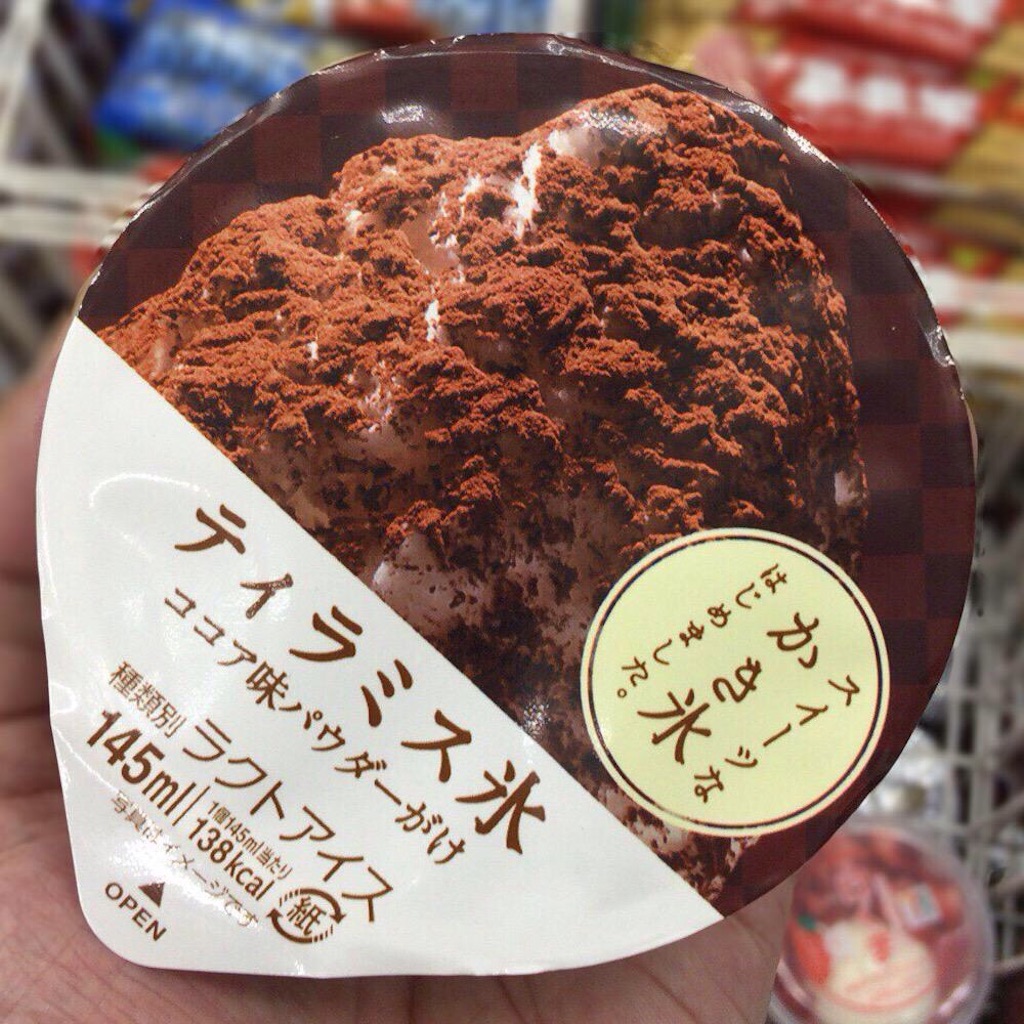 ティラミス氷
ココア味パウダーがけ
種類別 ラクトアイス
145ml
1個145ml当たり
138kcal
紙
写真はイメージです
OPEN
スイーツな
かき氷
はじめました。